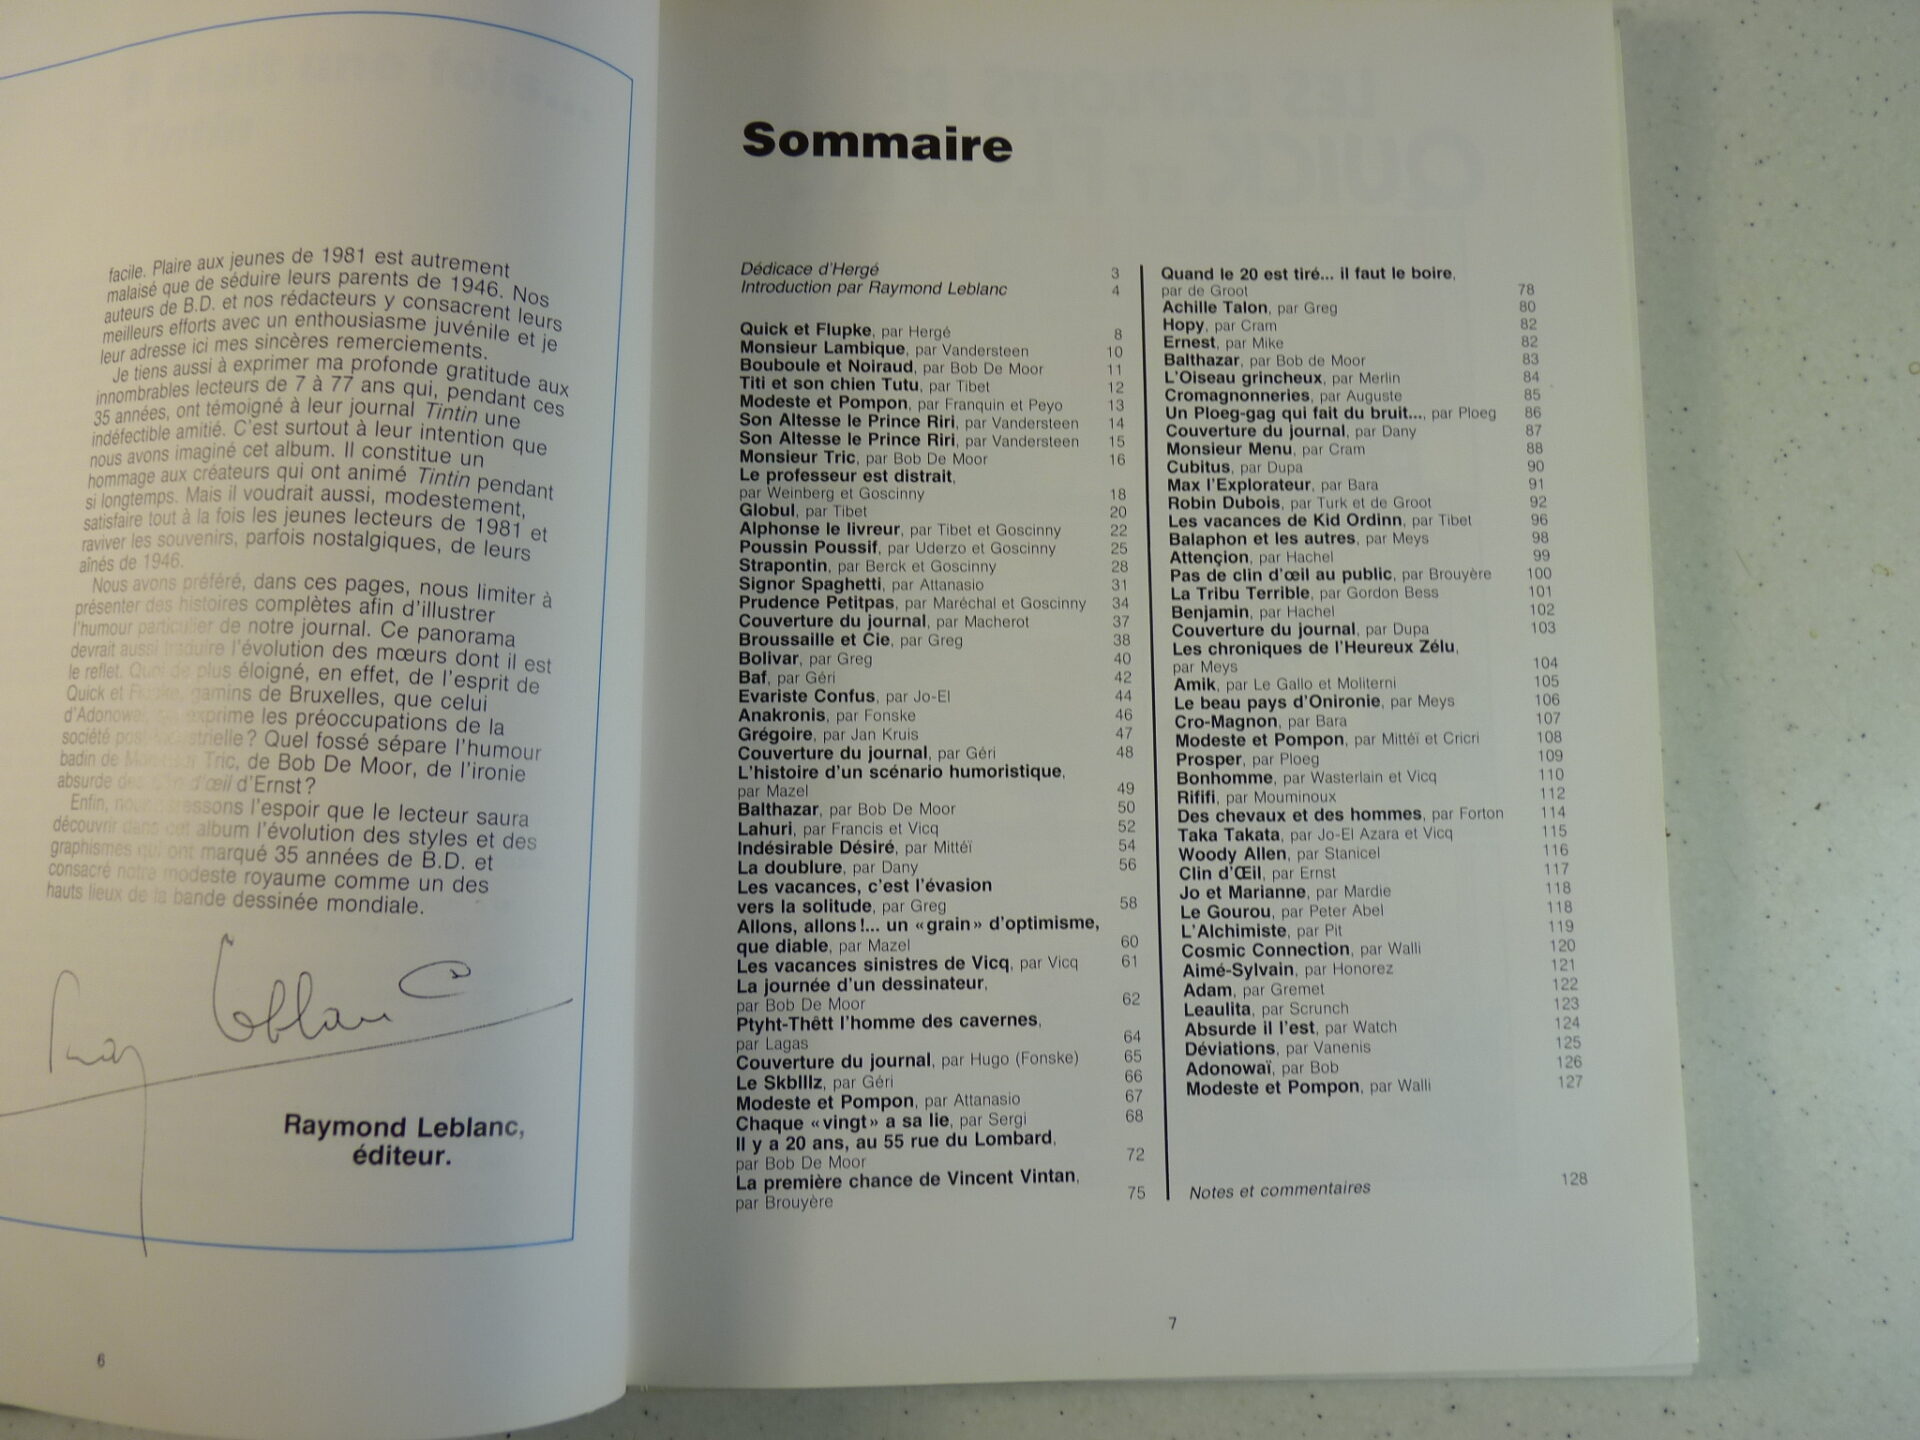 facile. Plaire aux jeunes de 1981 est autrement
malaisé que de séduire leurs parents de 1946. Nos
auteurs de B.D. et nos rédacteurs y consacrent leurs
meilleurs efforts avec un enthousiasme juvénile et je
leur adresse ici mes sincères remerciements.
Je tiens aussi à exprimer ma profonde gratitude aux
innombrables lecteurs de 7 à 77 ans qui, pendant ces
35 années, ont témoigné à leur journal Tintin une
indéfectible amitié. C'est surtout à leur intention que
nous avons imaginé cet album. Il constitue un
hommage aux créateurs qui ont animé Tintin pendant
si longtemps. Mais il voudrait aussi, modestement,
satisfaire tout à la fois les jeunes lecteurs de 1981 et
raviver les souvenirs, parfois nostalgiques, de leurs
aînés de 1946.
Nous avons préféré, dans ces pages, nous limiter à
présenter des histoires complètes afin d'illustrer
l'humour particulier de notre journal. Ce panorama
devrait aussi traduire l'évolution des mœurs dont il est
le reflet. Quoi de plus éloigné, en effet, de l'esprit de
Quick et Flupke, gamins de Bruxelles, que celui
d'Adonowaï, qui exprime les préoccupations de la
société post-industrielle? Quel fossé sépare l'humour
badin de Monsieur Tric, de Bob De Moor, de l'ironie
absurde des Clin d'œil d'Ernst?
Enfin, nous l'espoir que le lecteur saura
découvrir dans cet album l'évolution des styles et des
graphismes qui ont marqué 35 années de B.D. et
consacré notre modeste royaume comme un des
hauts lieux de la bande dessinée mondiale.
Raymond Leblanc,
éditeur.
6
Sommaire
Dédicace d'Hergé 3
Introduction par Raymond Leblanc 4
Quick et Flupke, par Hergé 8
Monsieur Lambique, par Vandersteen 10
Bouboule et Noiraud, par Bob De Moor 11
Titi et son chien Tutu, par Tibet 12
Modeste et Pompon, par Franquin et Peyo 13
Son Altesse le Prince Riri, par Vandersteen 14
Son Altesse le Prince Riri, par Vandersteen 15
Monsieur Tric, par Bob De Moor 16
Le professeur est distrait,
par Weinberg et Goscinny 18
Globul, par Tibet 20
Alphonse le livreur, par Tibet et Goscinny 22
Poussin Poussif, par Uderzo et Goscinny 25
Strapontin, par Berck et Goscinny 28
Signor Spaghetti, par Attanasio 31
Prudence Petitpas, par Maréchal et Goscinny 34
Couverture du journal, par Macherot 37
Broussaille et Cie, par Greg 38
Bolivar, par Greg 40
Baf, par Géri 42
Evariste Confus, par Jo-El 44
Anakronis, par Fonske 46
Grégoire, par Jan Kruis 47
Couverture du journal, par Géri 48
L'histoire d'un scénario humoristique,
par Mazel 49
Balthazar, par Bob De Moor 50
Lahuri, par Francis et Vicq 52
Indésirable Désiré, par Mittéï 54
La doublure, par Dany 56
Les vacances, c'est l'évasion
vers la solitude, par Greg 58
Allons, allons!... un «grain» d'optimisme,
que diable, par Mazel 60
Les vacances sinistres de Vicq, par Vicq 61
La journée d'un dessinateur,
par Bob De Moor 62
Ptyht-Thêtt l'homme des cavernes,
par Lagas 64
Couverture du journal, par Hugo (Fonske) 65
Le Skblllz, par Géri 66
Modeste et Pompon, par Attanasio 67
Chaque «vingt» a sa lie, par Sergi 68
Il y a 20 ans, au 55 rue du Lombard,
par Bob De Moor 72
La première chance de Vincent Vintan,
par Brouyère 75
Quand le 20 est tiré... il faut le boire,
par de Groot 78
Achille Talon, par Greg 80
Hopy, par Cram 82
Ernest, par Mike 82
Balthazar, par Bob de Moor 83
L'Oiseau grincheux, par Merlin 84
Cromagnonneries, par Auguste 85
Un Ploeg-gag qui fait du bruit..., par Ploeg 86
Couverture du journal, par Dany 87
Monsieur Menu, par Cram 88
Cubitus, par Dupa 90
Max l'Explorateur, par Bara 91
Robin Dubois, par Turk et de Groot 92
Les vacances de Kid Ordinn, par Tibet 96
Balaphon et les autres, par Meys 98
Attençion, par Hachel 99
Pas de clin d'œil au public, par Brouyère 100
La Tribu Terrible, par Gordon Bess 101
Benjamin, par Hachel 102
Couverture du journal, par Dupa 103
Les chroniques de l'Heureux Zélu,
par Meys 104
Amik, par Le Gallo et Moliterni 105
Le beau pays d'Onironie, par Meys 106
Cro-Magnon, par Bara 107
Modeste et Pompon, par Mittéï et Cricri 108
Prosper, par Ploeg 109
Bonhomme, par Wasterlain et Vicq 110
Rififi, par Mouminoux 112
Des chevaux et des hommes, par Forton 114
Taka Takata, par Jo-El Azara et Vicq 115
Woody Allen, par Stanicel 116
Clin d'Œil, par Ernst 117
Jo et Marianne, par Mardie 118
Le Gourou, par Peter Abel 118
L'Alchimiste, par Pit 119
Cosmic Connection, par Walli 120
Aimé-Sylvain, par Honorez 121
Adam, par Gremet 122
Leaulita, par Scrunch 123
Absurde il l'est, par Watch 124
Déviations, par Vanenis 125
Adonowaï, par Bob 126
Modeste et Pompon, par Walli 127
Notes et commentaires 128
7